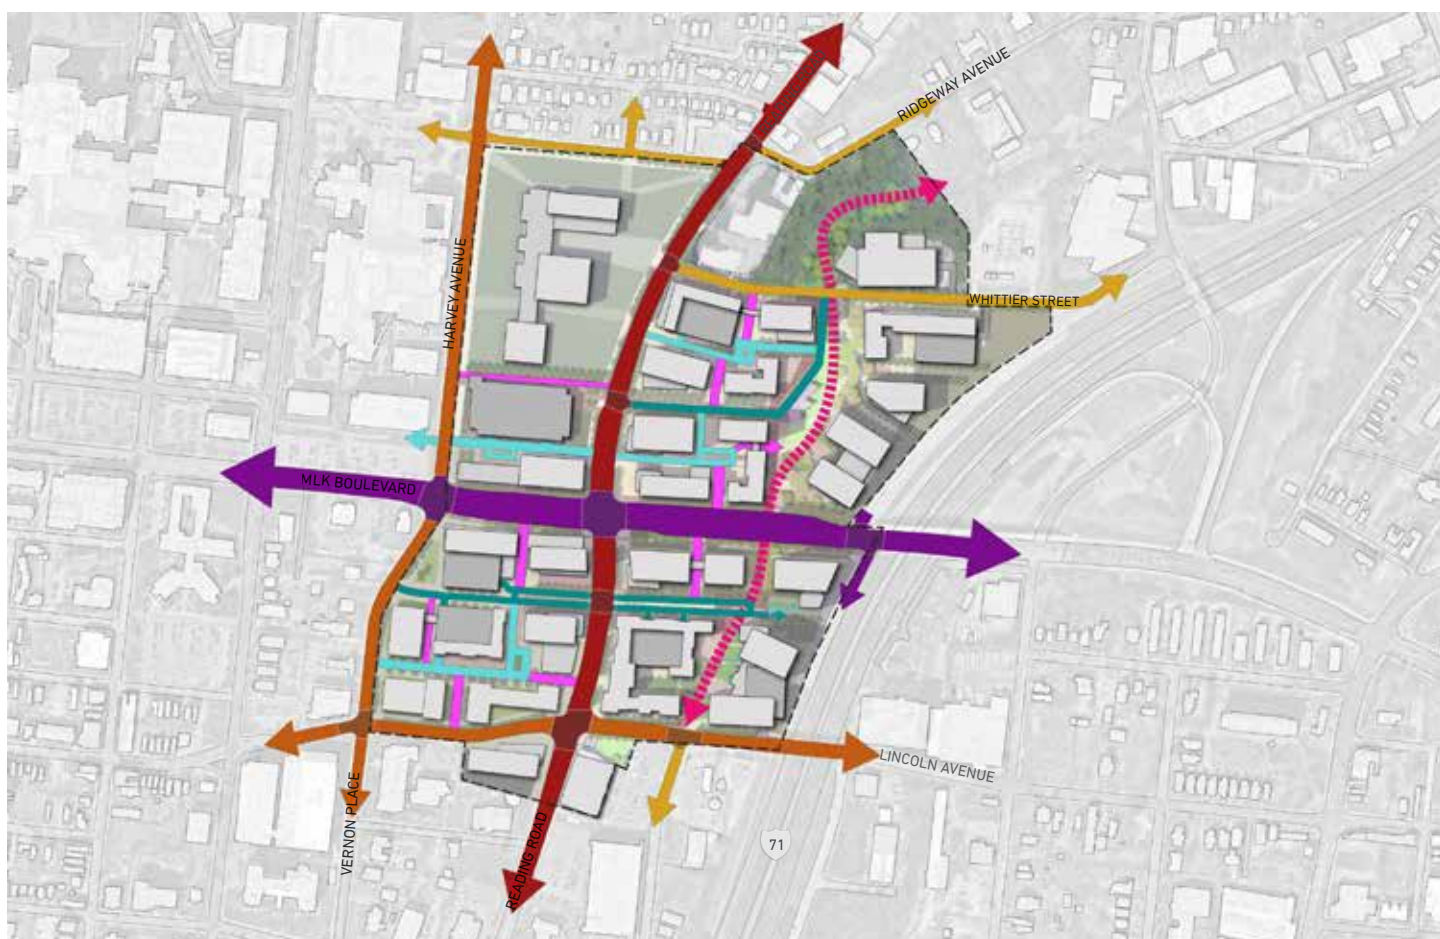 RIDGEWAY AVENUE
HARVEY AVENUE
WHITTIER STREET
MLK BOULEVARD
LINCOLN AVENUE
VERNON PLACE
READING ROAD
71